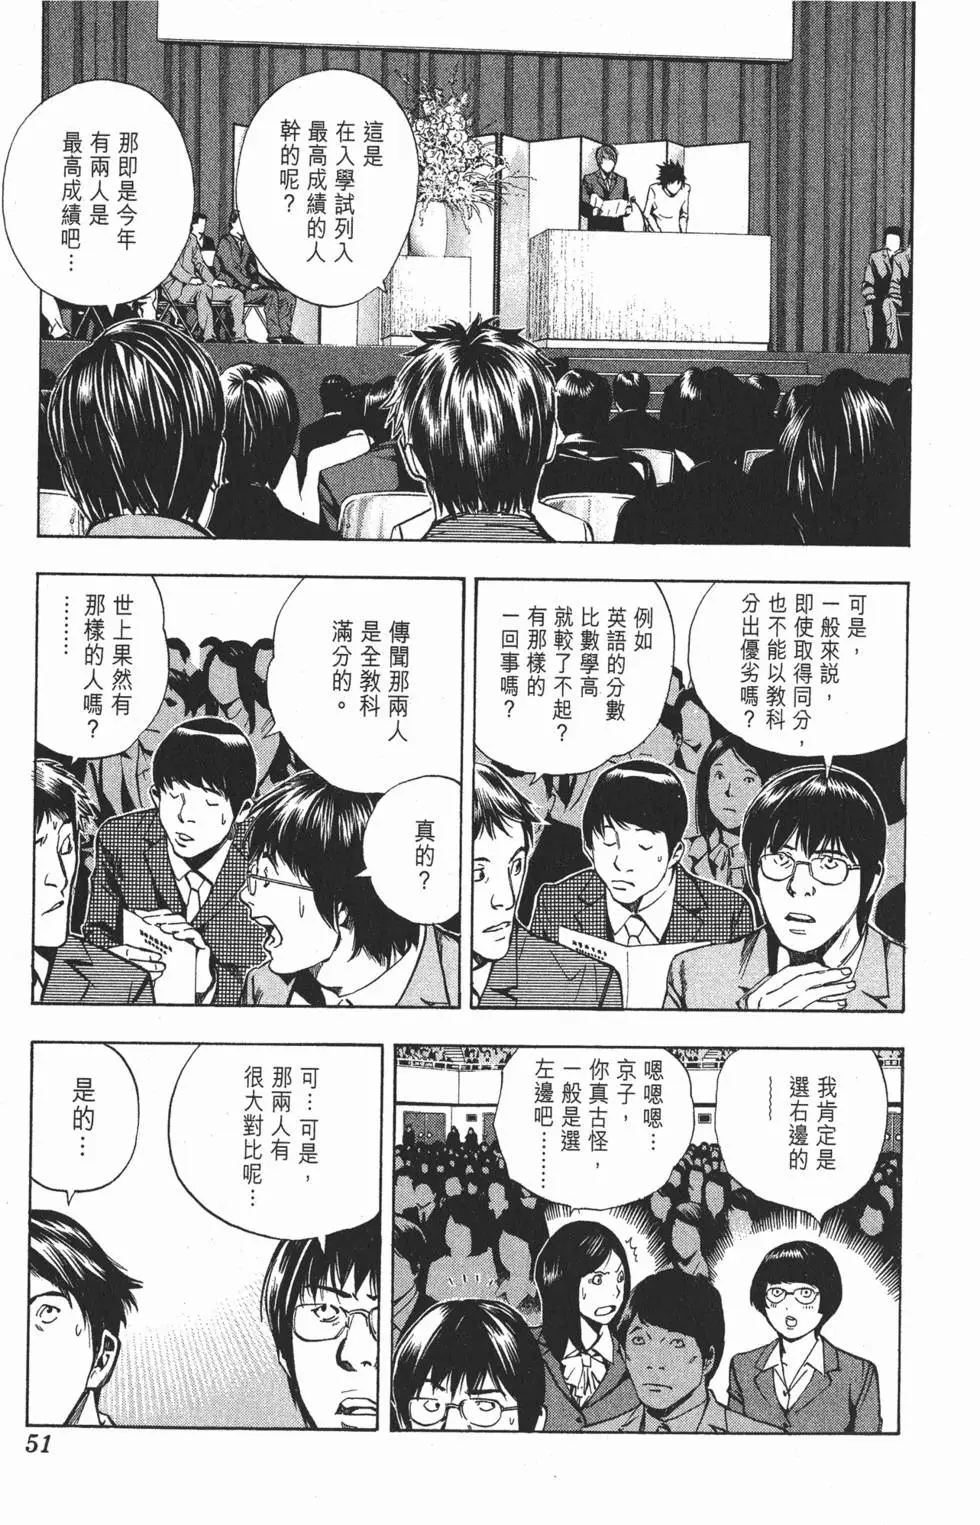 這是
在入學試列入
最高成績的人
幹的呢？
那即是今年
有兩人是
最高成績吧…
可是，
一般來說，
即使取得同分，
也不能以教科
分出優劣嗎？
例如
英語的分數
比數學高
就較了不起？
有那樣的
一回事嗎？
傳聞那兩人
是全教科
滿分的。
真的？
世上果然有
那樣的人嗎？
………
我肯定是
選右邊的
～～～
嗯嗯嗯…
京子，
你真古怪，
一般是選
左邊吧……
可…可是，
那兩人有
很大對比呢…
是的…
51